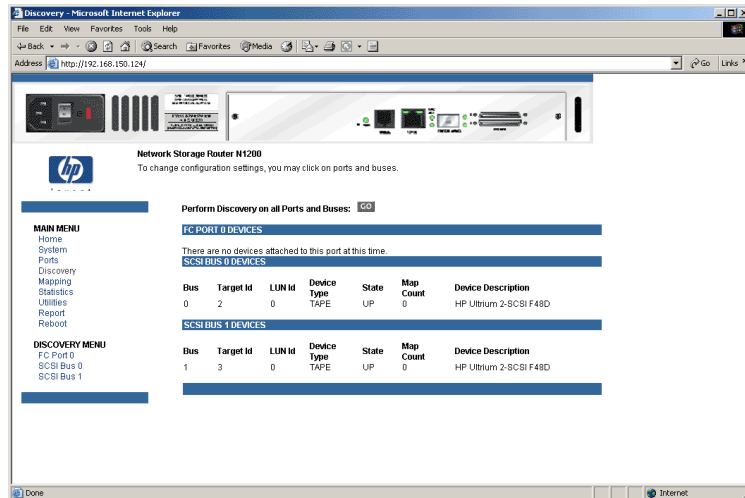 Discovery - Microsoft Internet Explorer
File Edit View Favorites Tools Help
Back Search Favorites Media
Address http://192.168.150.124/ Go Links
hp
invent
Network Storage Router N1200
To change configuration settings, you may click on ports and buses.
Perform Discovery on all Ports and Buses: GO
MAIN MENU
Home
System
Ports
Discovery
Mapping
Statistics
Utilities
Report
Reboot
DISCOVERY MENU
FC Port 0
SCSI Bus 0
SCSI Bus 1
FC PORT 0 DEVICES
There are no devices attached to this port at this time.
SCSI BUS 0 DEVICES
Bus Target Id LUN Id Device Type State Map Count Device Description
0 2 0 TAPE UP 0 HP Ultrium 2-SCSI F48D
SCSI BUS 1 DEVICES
Bus Target Id LUN Id Device Type State Map Count Device Description
1 3 0 TAPE UP 0 HP Ultrium 2-SCSI F48D
Done Internet